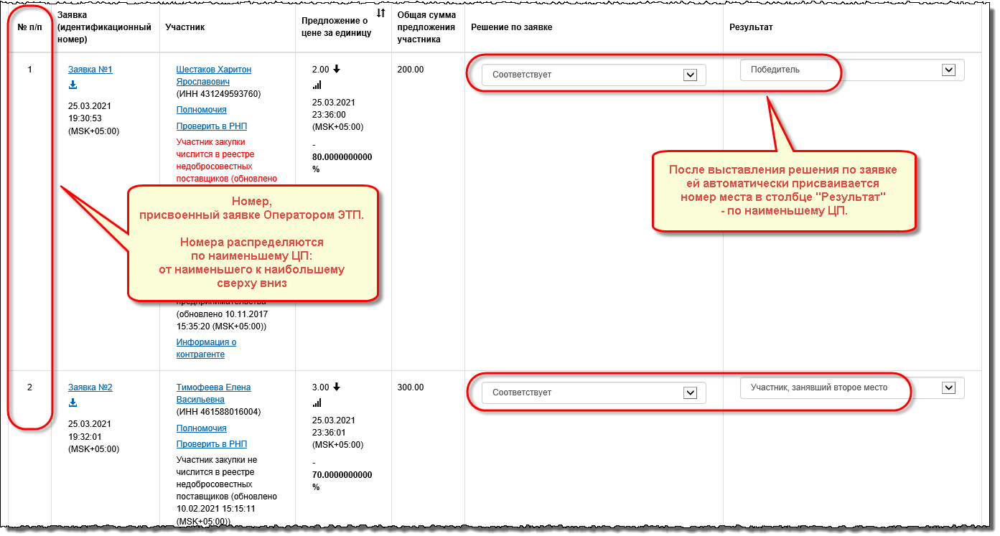 № п/п
Заявка
(идентификационный
номер)
Участник
Предложение о
цене за единицу
Общая сумма
предложения
участника
Решение по заявке
Результат
1
Заявка №1
25.03.2021
19:30:53
(MSK+05:00)
Шестаков Харитон
Ярославович
(ИНН 431249593760)
Полномочия
Проверить в РНП
Участник закупки
числится в реестре
недобросовестных
поставщиков (обновлено
предпринимательства
(обновлено 10.11.2017
15:35:20 (MSK+05:00))
Информация о
контрагенте
2.00
25.03.2021
23:36:00
(MSK+05:00)
-
80.0000000000
%
200.00
Соответствует
Победитель
После выставления решения по заявке
ей автоматически присваивается
номер места в столбце "Результат"
- по наименьшему ЦП.
Номер,
присвоенный заявке Оператором ЭТП.
Номера распределяются
по наименьшему ЦП:
от наименьшего к наибольшему
сверху вниз
2
Заявка №2
25.03.2021
19:32:01
(MSK+05:00)
Тимофеева Елена
Васильевна
(ИНН 461588016004)
Полномочия
Проверить в РНП
Участник закупки не
числится в реестре
недобросовестных
поставщиков (обновлено
10.02.2021 15:15:11
(MSK+05:00))
3.00
25.03.2021
23:36:01
(MSK+05:00)
-
70.0000000000
%
300.00
Соответствует
Участник, занявший второе место